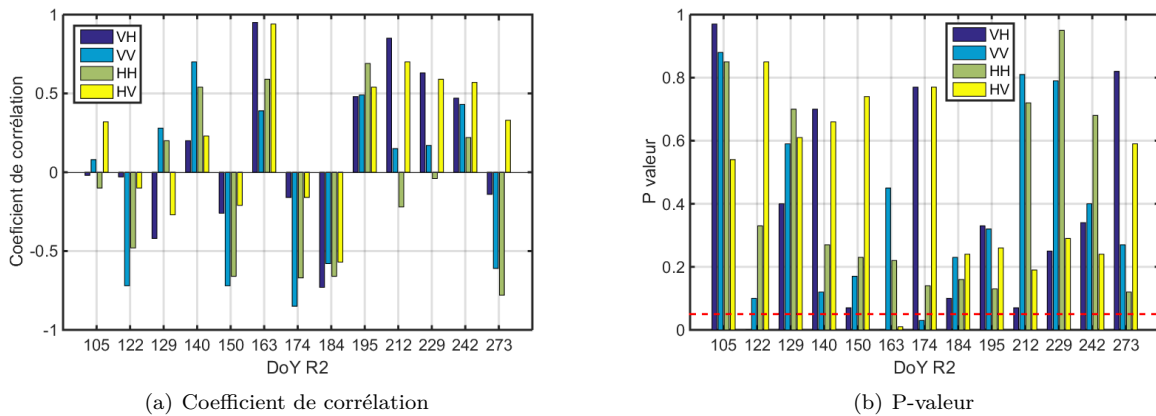 1
0.5
0
-0.5
-1
Coeficient de corrélation
VH
VV
HH
HV
105 122 129 140 150 163 174 184 195 212 229 242 273
DoY R2
(a) Coefficient de corrélation
1
0.8
0.6
0.4
0.2
0
P valeur
VH
VV
HH
HV
105 122 129 140 150 163 174 184 195 212 229 242 273
DoY R2
(b) P-valeur